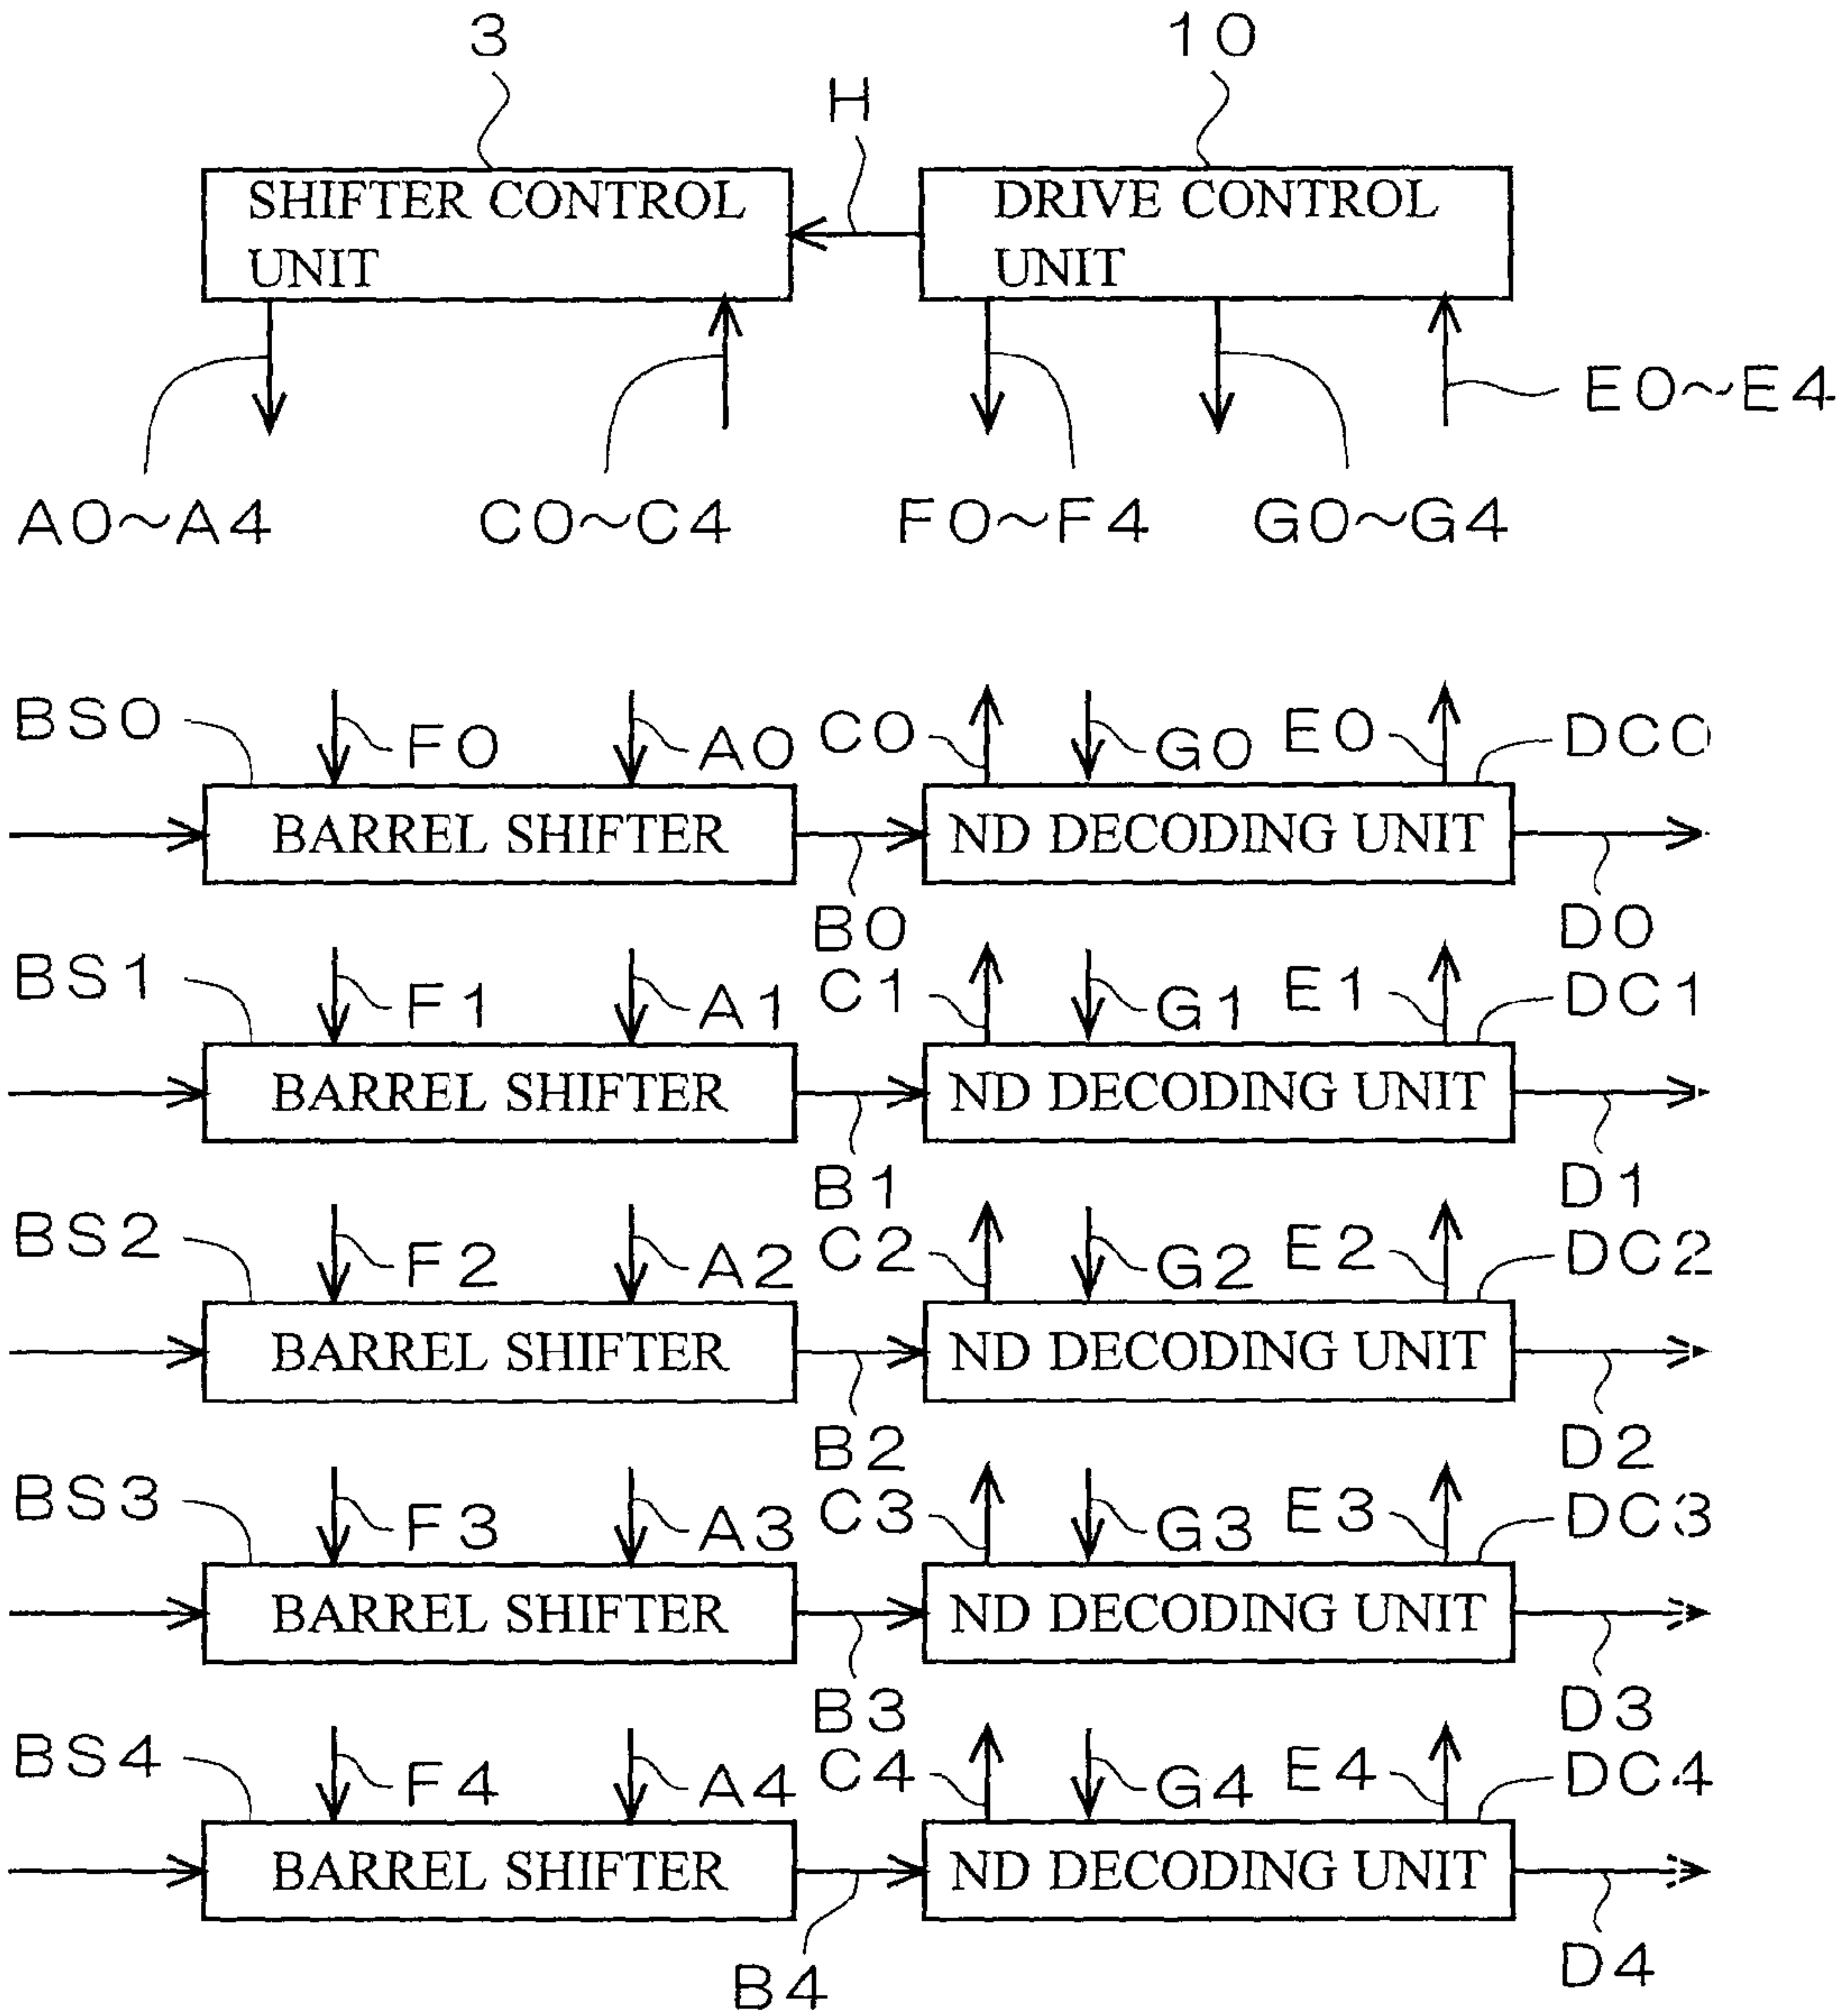 3
10
H
SHIFTER CONTROL
UNIT
DRIVE CONTROL
UNIT
E0~E4
A0~A4
C0~C4
F0~F4
G0~G4
BS0
F0
A0
C0
G0
E0
DC0
BARREL SHIFTER
ND DECODING UNIT
B0
D0
BS1
F1
A1
C1
G1
E1
DC1
BARREL SHIFTER
ND DECODING UNIT
B1
D1
BS2
F2
A2
C2
G2
E2
DC2
BARREL SHIFTER
ND DECODING UNIT
B2
D2
BS3
F3
A3
C3
G3
E3
DC3
BARREL SHIFTER
ND DECODING UNIT
B3
D3
BS4
F4
A4
C4
G4
E4
DC4
BARREL SHIFTER
ND DECODING UNIT
B4
D4